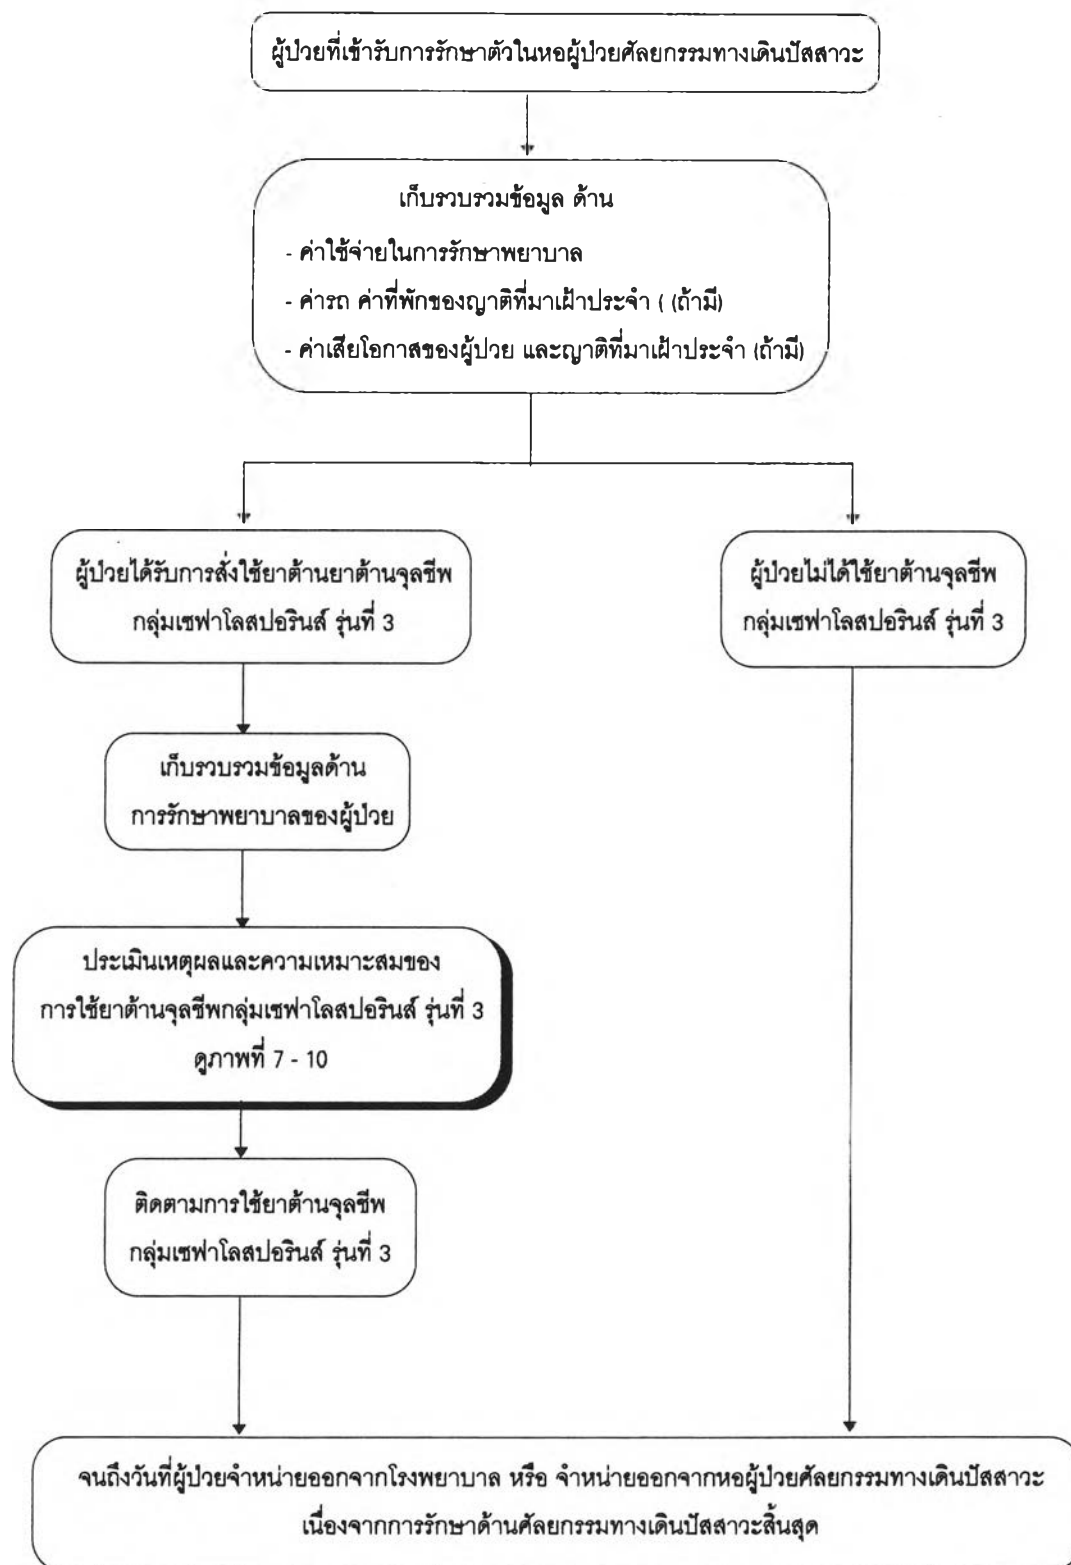 ผู้ป่วยที่เข้ารับการรักษาตัวในหอผู้ป่วยศัลยกรรมทางเดินปัสสาวะ
เก็บรวบรวมข้อมูล ด้าน
- ค่าใช้จ่ายในการรักษาพยาบาล
- ค่ารถ ค่าที่พักของญาติที่มาเฝ้าประจำ ( (ถ้ามี)
- ค่าเสียโอกาสของผู้ป่วย และญาติที่มาเฝ้าประจำ (ถ้ามี)
ผู้ป่วยได้รับการสั่งใช้ยาต้านยาต้านจุลชีพ
กลุ่มเซฟาโลสปอรินส์ รุ่นที่ 3
ผู้ป่วยไม่ได้ใช้ยาต้านจุลชีพ
กลุ่มเซฟาโลสปอรินส์ รุ่นที่ 3
เก็บรวบรวมข้อมูลด้าน
การรักษาพยาบาลของผู้ป่วย
ประเมินเหตุผลและความเหมาะสมของ
การใช้ยาต้านจุลชีพกลุ่มเซฟาโลสปอรินส์ รุ่นที่ 3
ดูภาพที่ 7 - 10
ติดตามการใช้ยาต้านจุลชีพ
กลุ่มเซฟาโลสปอรินส์ รุ่นที่ 3
จนถึงวันที่ผู้ป่วยจำหน่ายออกจากโรงพยาบาล หรือ จำหน่ายออกจากหอผู้ป่วยศัลยกรรมทางเดินปัสสาวะ
เนื่องจากการรักษาด้านศัลยกรรมทางเดินปัสสาวะสิ้นสุด